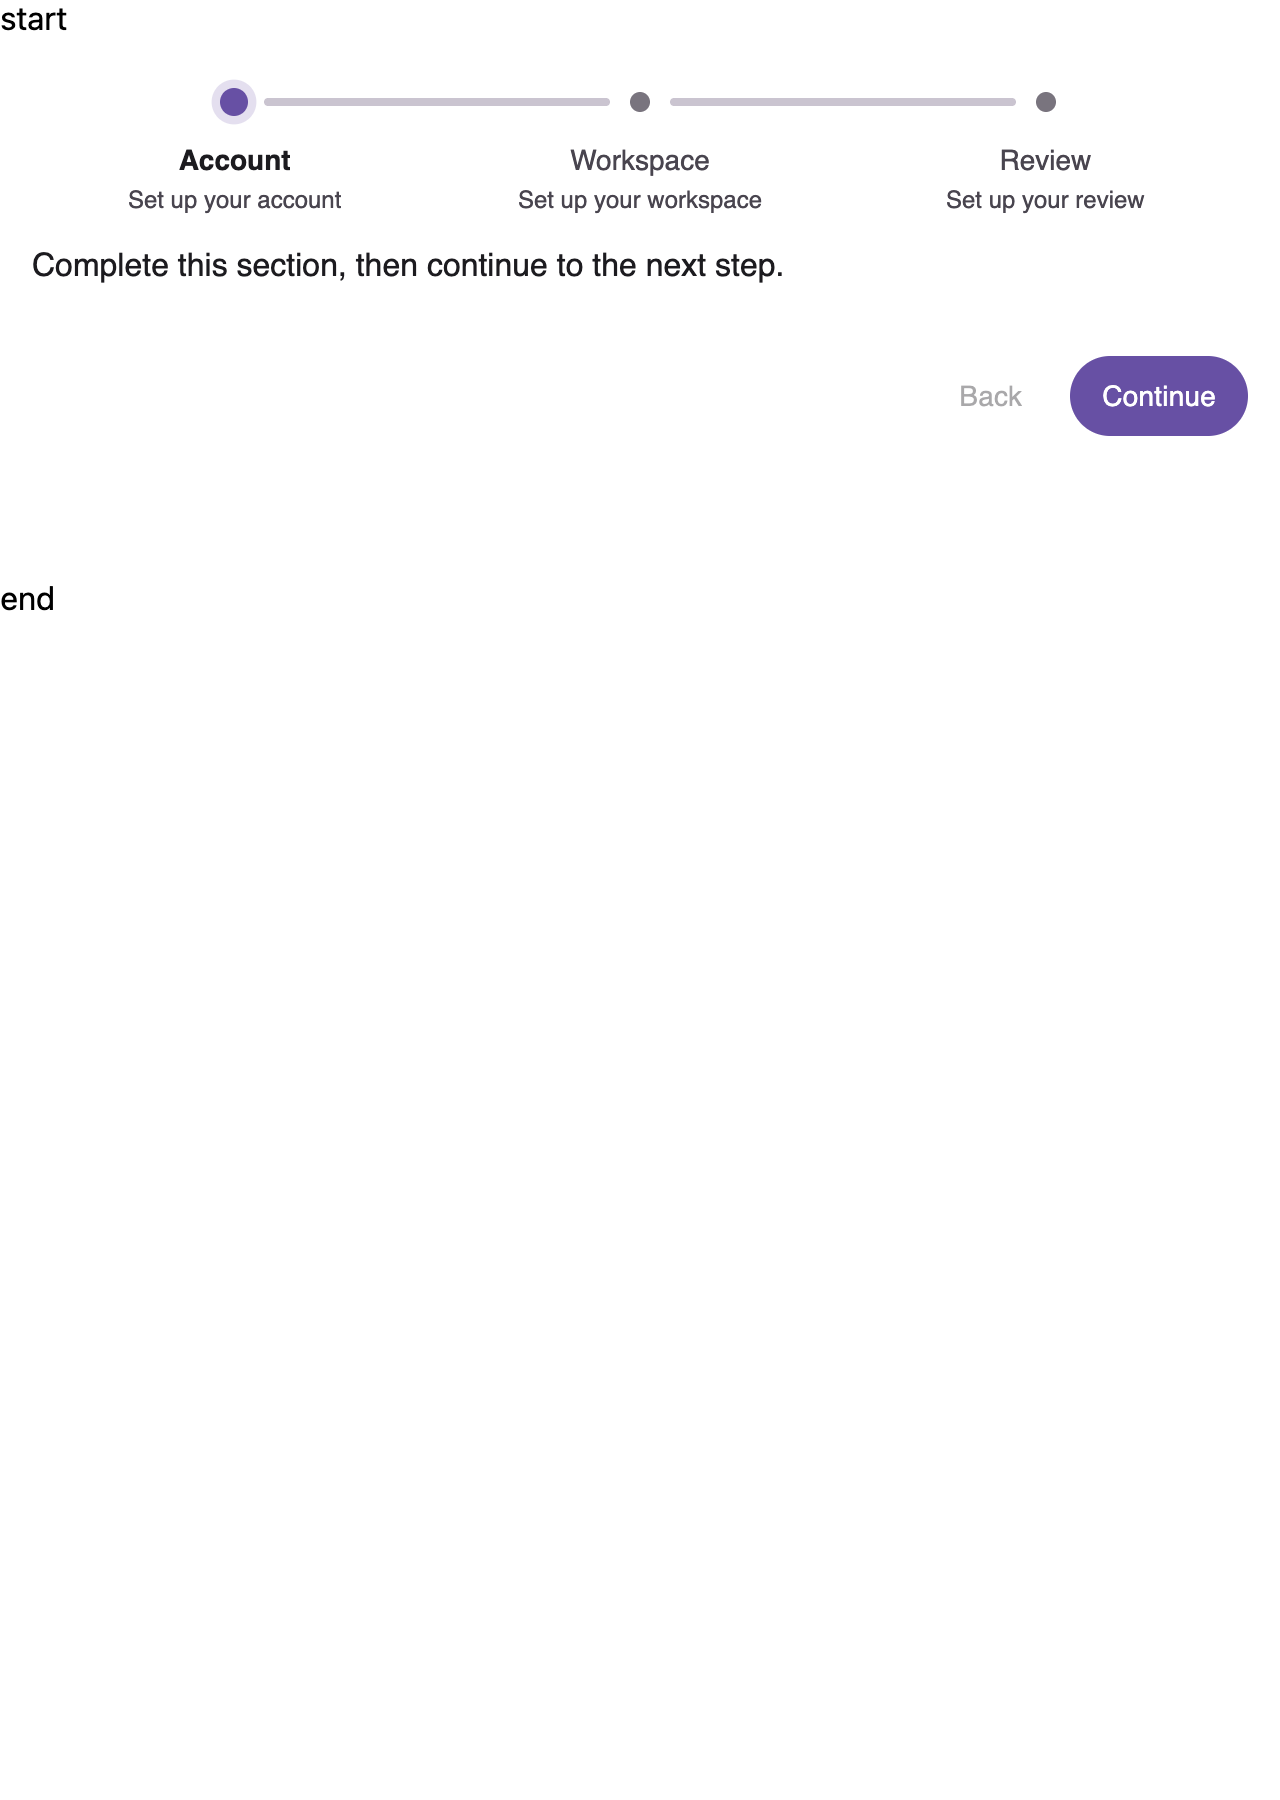 start
Account
Workspace
Review
Set up your account
Set up your workspace
Set up your review
Complete this section, then continue to the next step.
Back
Continue
end